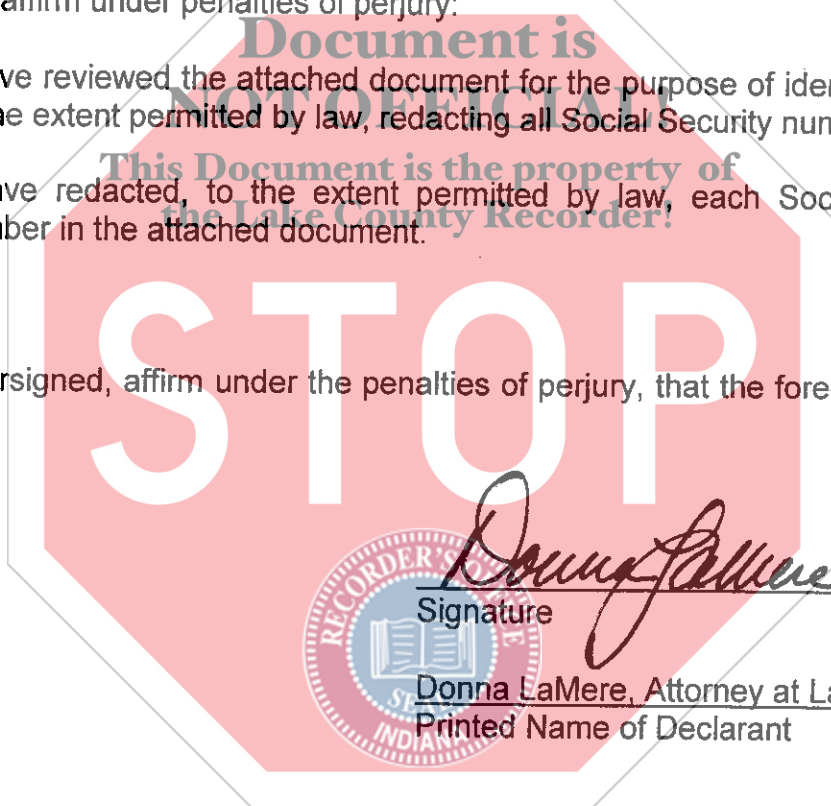 affirm under penalties of perjury:
Document is
ve reviewed the attached document for the purpose of iden
NOT OFFICIAL!
e extent permitted by law, redacting all Social Security num
This Document is the property of
ve redacted, to the extent permitted by law, each Soc
the Lake County Recorder!
ber in the attached document.
STOP
rsigned, affirm under the penalties of perjury, that the fore
Donna LaMere
RECORDER'S OFFICE
Signature
SEAL
Donna LaMere, Attorney at La
INDIANA
Printed Name of Declarant